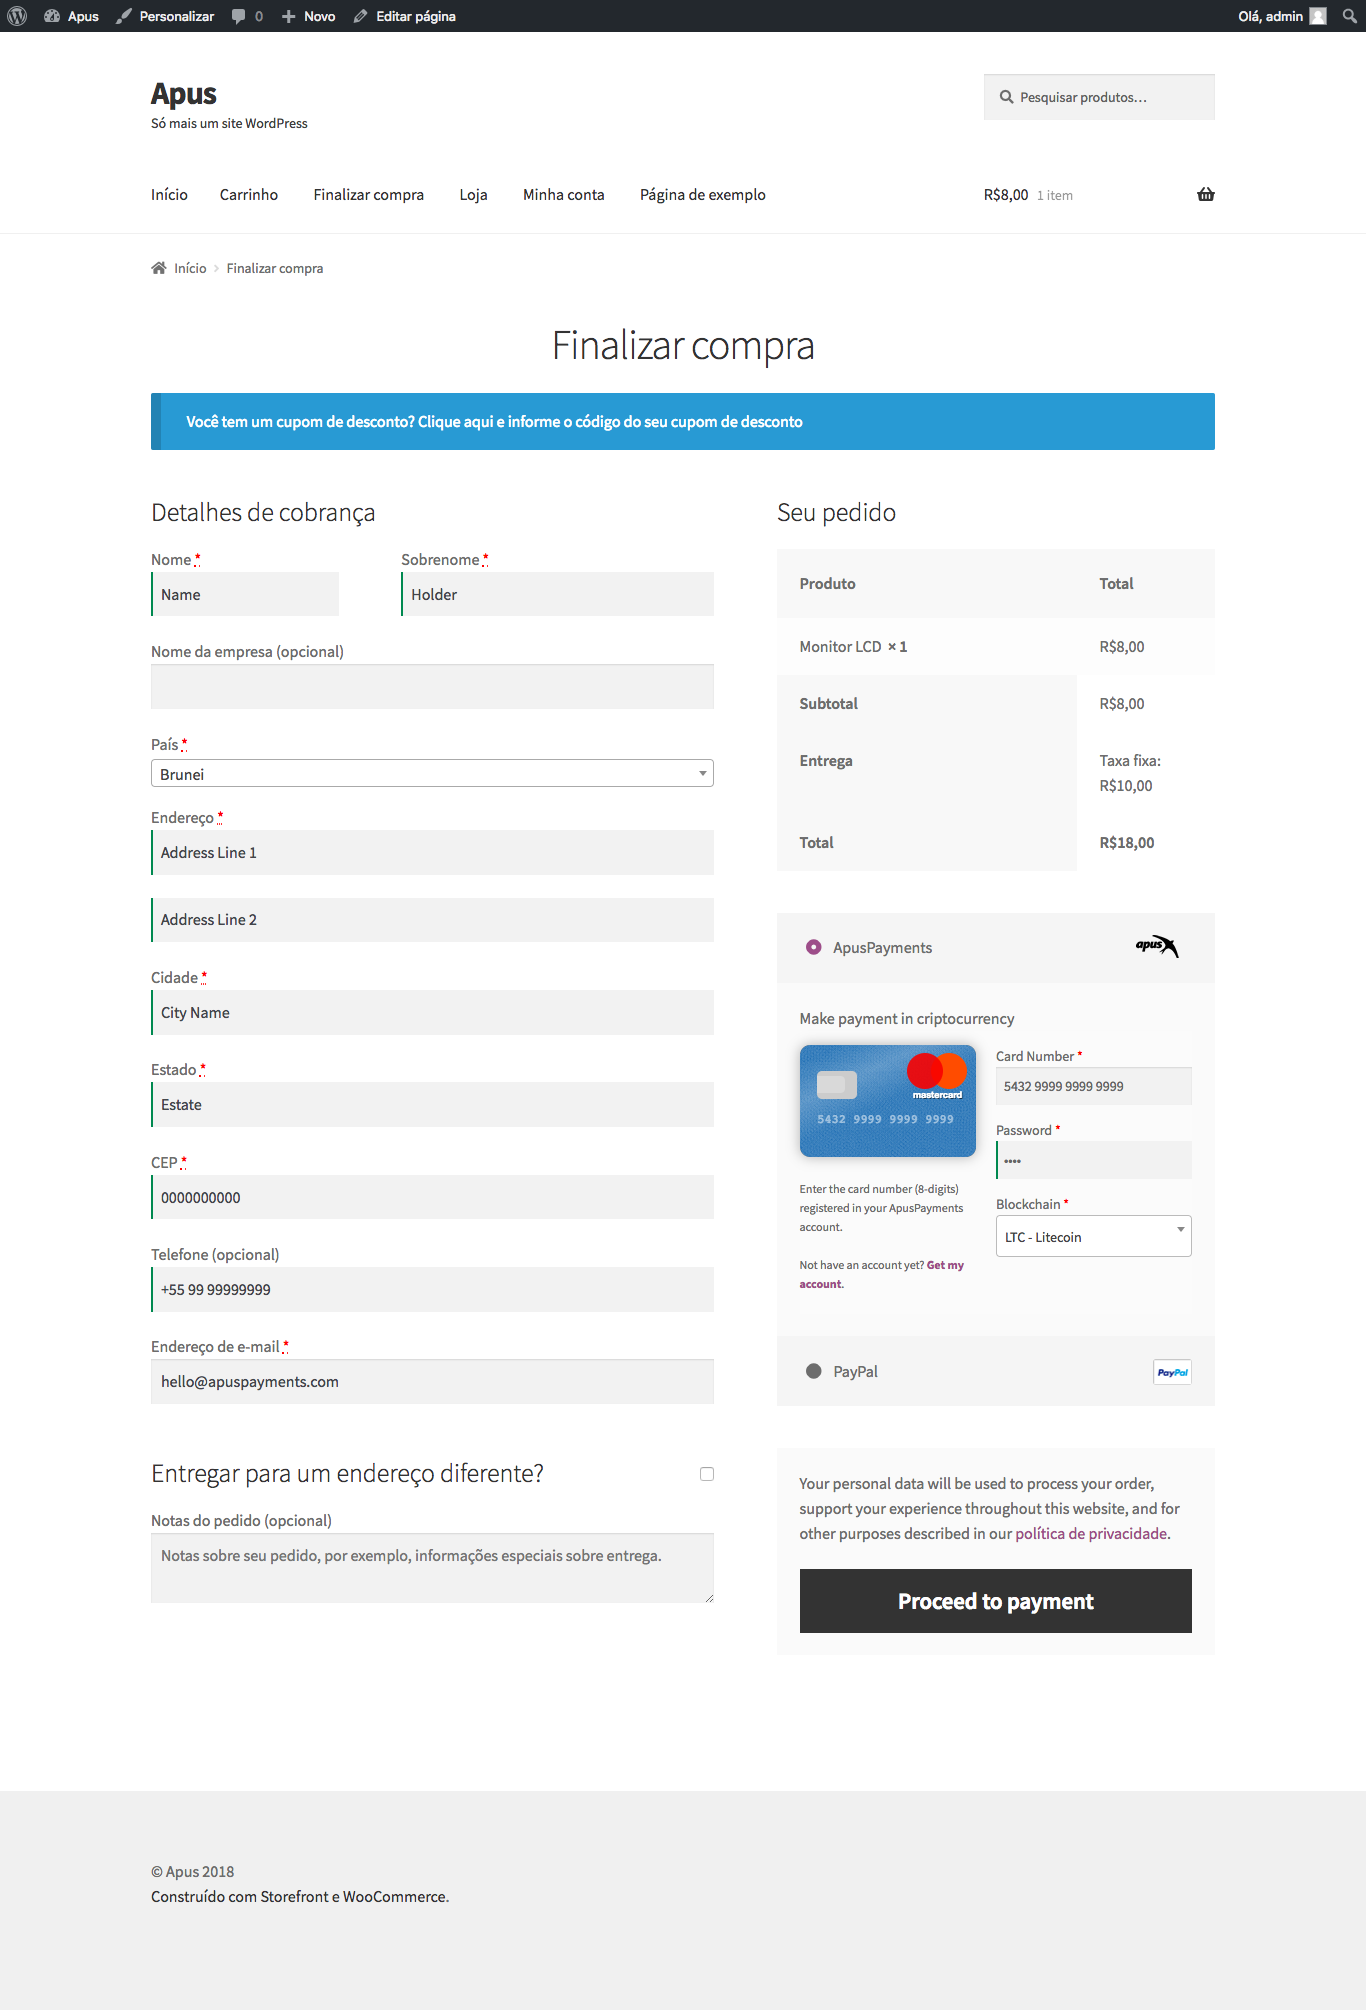 Apus
Personalizar
0
Novo
Editar página
Olá, admin
Apus
Só mais um site WordPress
Pesquisar produtos…
Início
Carrinho
Finalizar compra
Loja
Minha conta
Página de exemplo
R$8,00 1 item
Início
Finalizar compra
Finalizar compra
Você tem um cupom de desconto? Clique aqui e informe o código do seu cupom de desconto
Detalhes de cobrança
Nome *
Sobrenome *
Name
Holder
Nome da empresa (opcional)
País *
Brunei
Endereço *
Address Line 1
Address Line 2
Cidade *
City Name
Estado *
Estate
CEP *
0000000000
Telefone (opcional)
+55 99 99999999
Endereço de e-mail *
hello@apuspayments.com
Entregar para um endereço diferente?
Notas do pedido (opcional)
Notas sobre seu pedido, por exemplo, informações especiais sobre entrega.
Seu pedido
Produto Total
Monitor LCD × 1 R$8,00
Subtotal R$8,00
Entrega Taxa fixa:
R$10,00
Total R$18,00
ApusPayments
apus
Make payment in criptocurrency
mastercard
5432 9999 9999 9999
Enter the card number (8-digits)
registered in your ApusPayments
account.
Not have an account yet? Get my
account.
Card Number *
5432 9999 9999 9999
Password *
••••
Blockchain *
LTC - Litecoin
PayPal
PayPal
Your personal data will be used to process your order,
support your experience throughout this website, and for
other purposes described in our política de privacidade.
Proceed to payment
© Apus 2018
Construído com Storefront e WooCommerce.